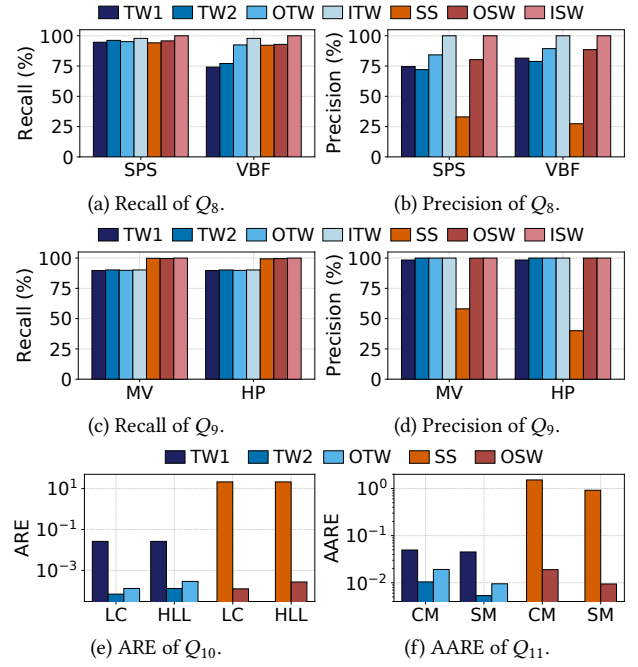 TW1 TW2 OTW ITW SS OSW ISW
Recall (%)
100
75
50
25
0
SPS VBF
(a) Recall of Q8.
Precision (%)
100
75
50
25
0
SPS VBF
(b) Precision of Q8.
TW1 TW2 OTW ITW SS OSW ISW
Recall (%)
100
75
50
25
0
MV HP
(c) Recall of Q9.
Precision (%)
100
75
50
25
0
MV HP
(d) Precision of Q9.
TW1 TW2 OTW SS OSW
ARE
10^1
10^-1
10^-3
LC HLL LC HLL
(e) ARE of Q10.
AARE
10^0
10^-1
10^-2
CM SM CM SM
(f) AARE of Q11.